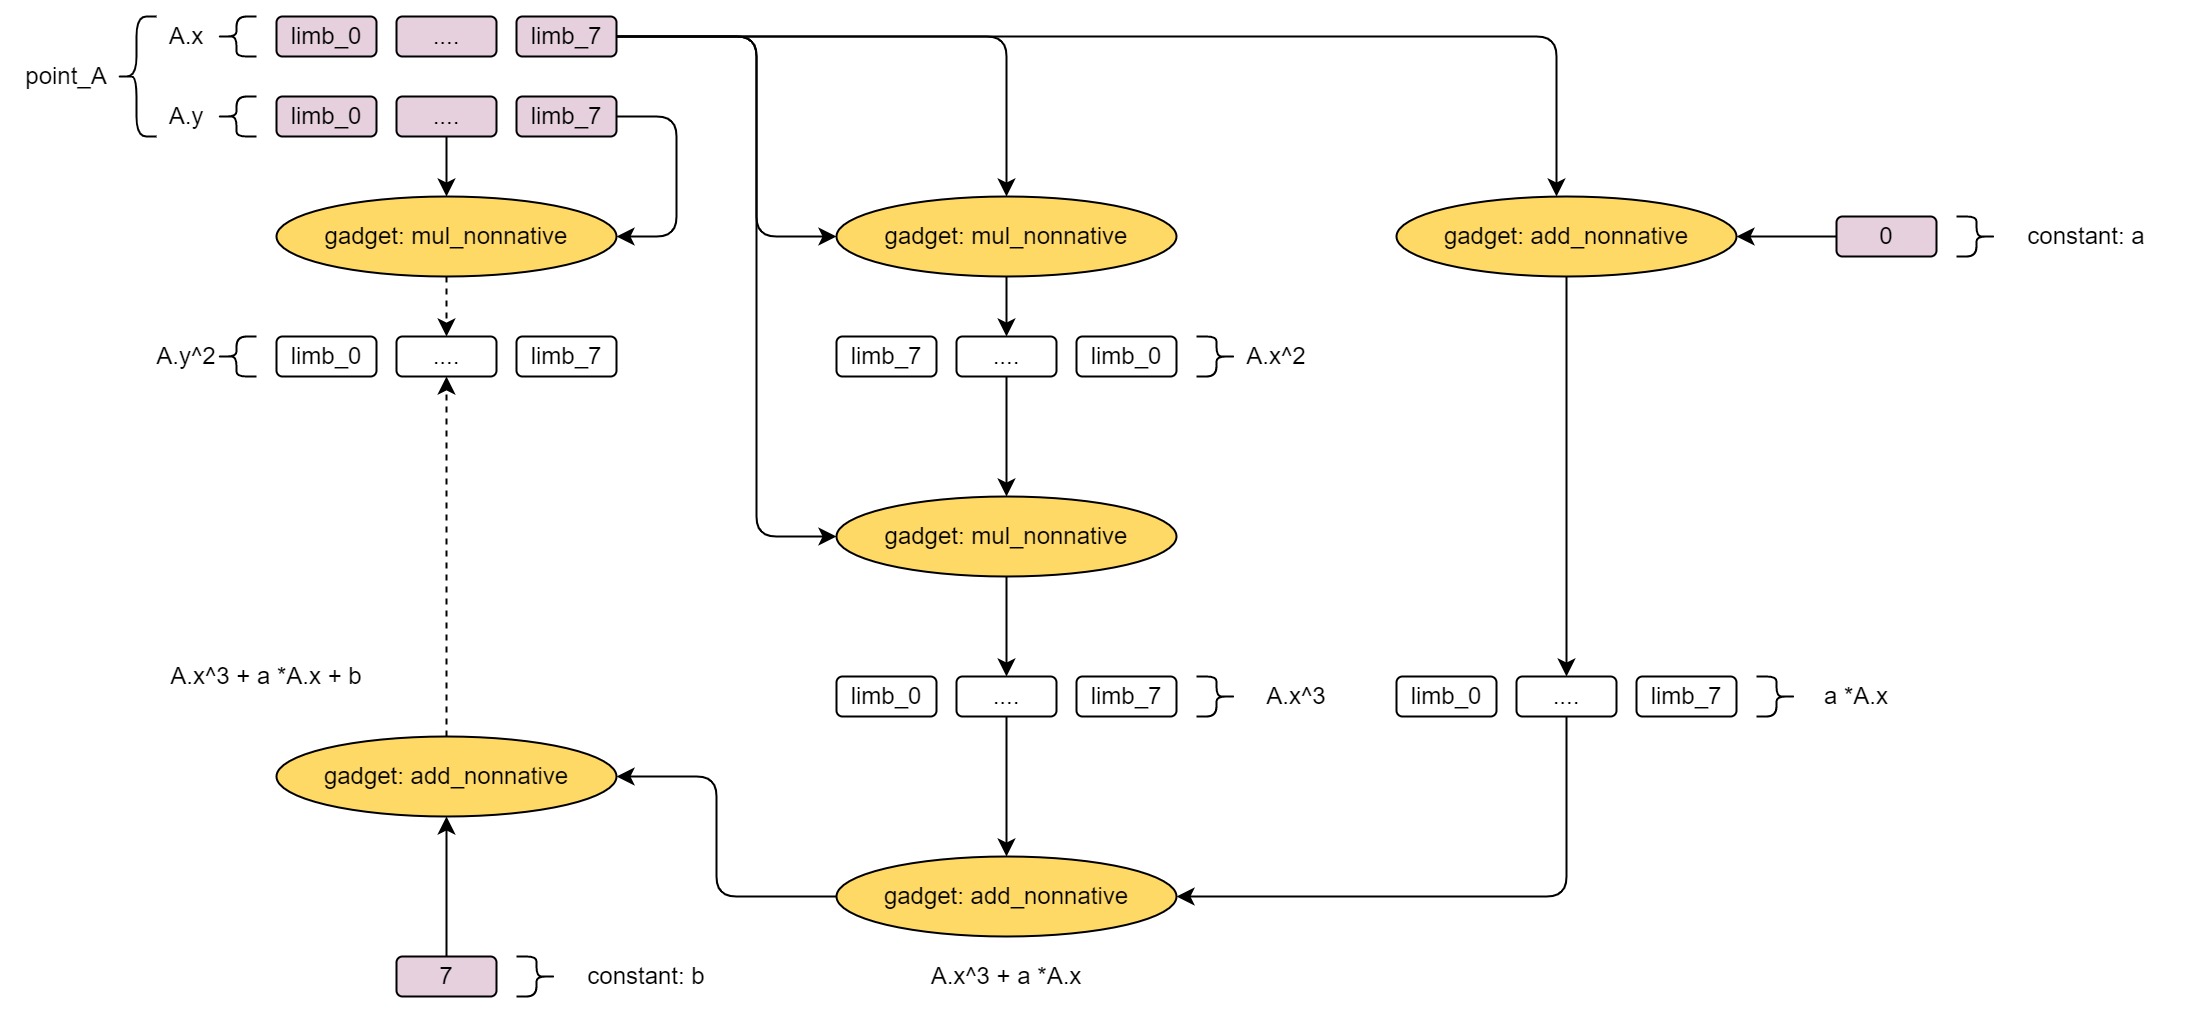 A.x
limb_0
....
limb_7
point_A
A.y
limb_0
....
limb_7
gadget: mul_nonnative
gadget: mul_nonnative
gadget: add_nonnative
0
constant: a
A.y^2
limb_0
....
limb_7
limb_7
....
limb_0
A.x^2
gadget: mul_nonnative
A.x^3 + a *A.x + b
limb_0
....
limb_7
A.x^3
limb_0
....
limb_7
a *A.x
gadget: add_nonnative
gadget: add_nonnative
7
constant: b
A.x^3 + a *A.x